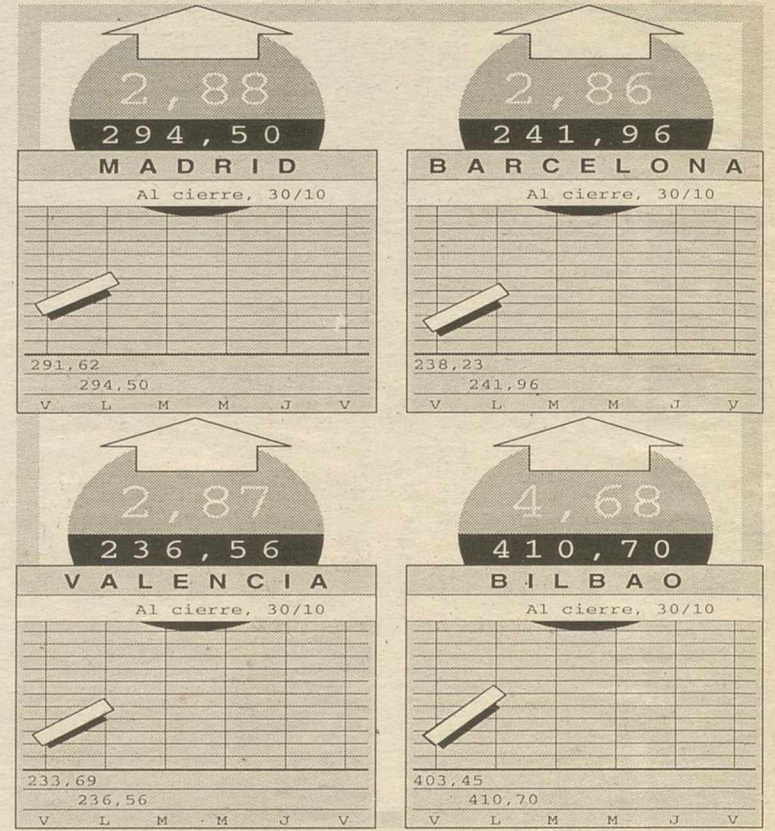 2,88
294,50
MADRID
Al cierre, 30/10
291,62
294,50
V L M M J V
2,86
241,96
BARCELONA
Al cierre, 30/10
238,23
241,96
V L M M J V
2,87
236,56
VALENCIA
Al cierre, 30/10
233,69
236,56
V L M M J V
4,68
410,70
BILBAO
Al cierre, 30/10
403,45
410,70
V L M M J V